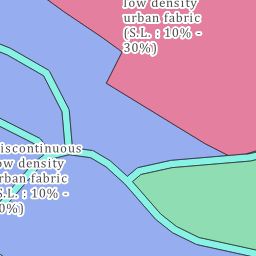 low density
urban fabric
(S.L. : 10% -
30%)
iscontinuous
ow density
rban fabric
S.L. : 10% -
0%)